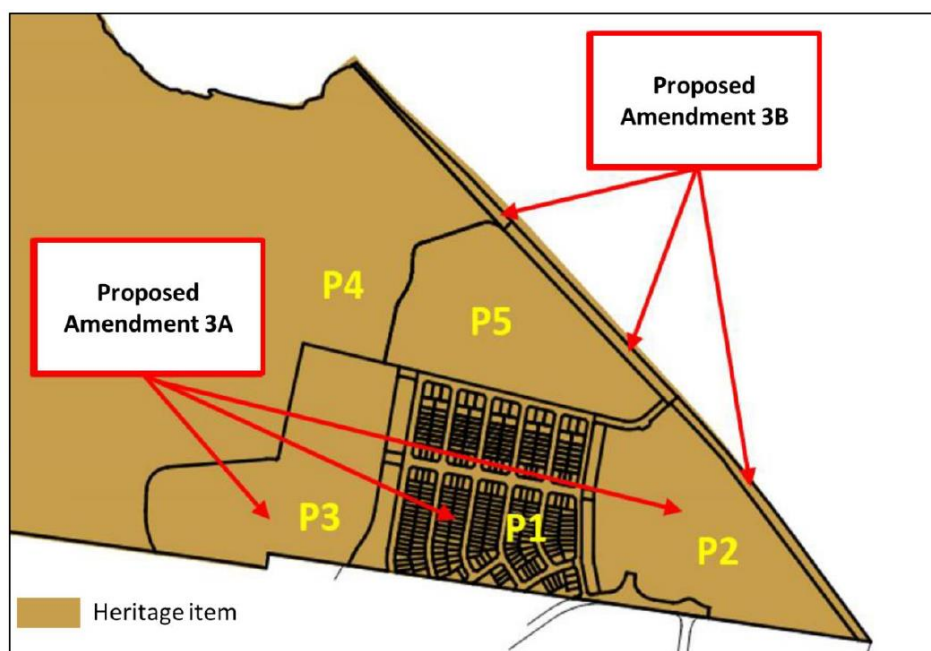 Proposed
Amendment 3B
Proposed
Amendment 3A
P4
P5
P3
P1
P2
Heritage item